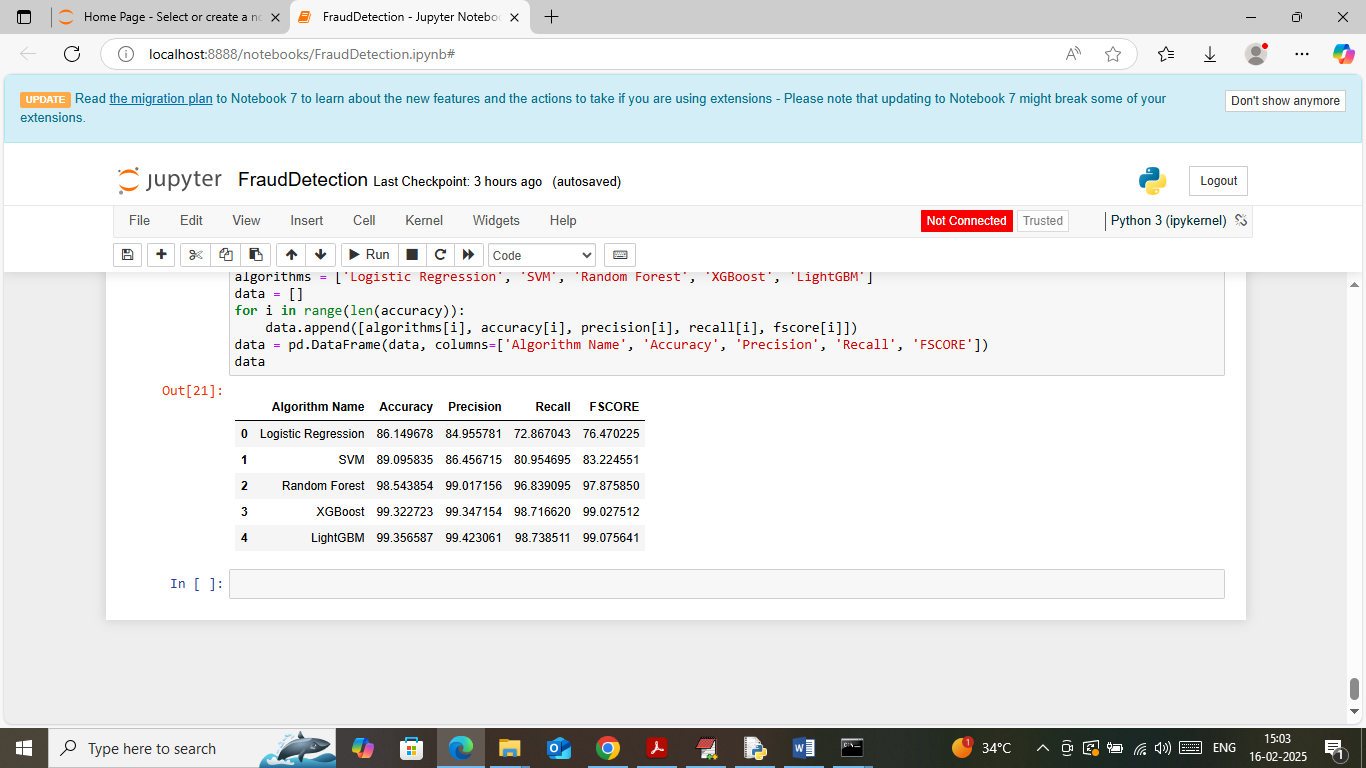 Home Page - Select or create a no
FraudDetection - Jupyter Noteboo
localhost:8888/notebooks/FraudDetection.ipynb#
UPDATE Read the migration plan to Notebook 7 to learn about the new features and the actions to take if you are using extensions - Please note that updating to Notebook 7 might break some of your
extensions.
Don't show anymore
jupyter FraudDetection Last Checkpoint: 3 hours ago (autosaved)
Logout
File Edit View Insert Cell Kernel Widgets Help
Not Connected Trusted Python 3 (ipykernel)
Run Code
algorithms = ['Logistic Regression', 'SVM', 'Random Forest', 'XGBoost', 'LightGBM']
data = []
for i in range(len(accuracy)):
    data.append([algorithms[i], accuracy[i], precision[i], recall[i], fscore[i]])
data = pd.DataFrame(data, columns=['Algorithm Name', 'Accuracy', 'Precision', 'Recall', 'FSCORE'])
data
Out[21]:
Algorithm Name Accuracy Precision Recall FSCORE
0 Logistic Regression 86.149678 84.955781 72.867043 76.470225
1 SVM 89.095835 86.456715 80.954695 83.224551
2 Random Forest 98.543854 99.017156 96.839095 97.875850
3 XGBoost 99.322723 99.347154 98.716620 99.027512
4 LightGBM 99.356587 99.423061 98.738511 99.075641
In [ ]:
Type here to search
1
34°C
ENG
15:03
16-02-2025
1